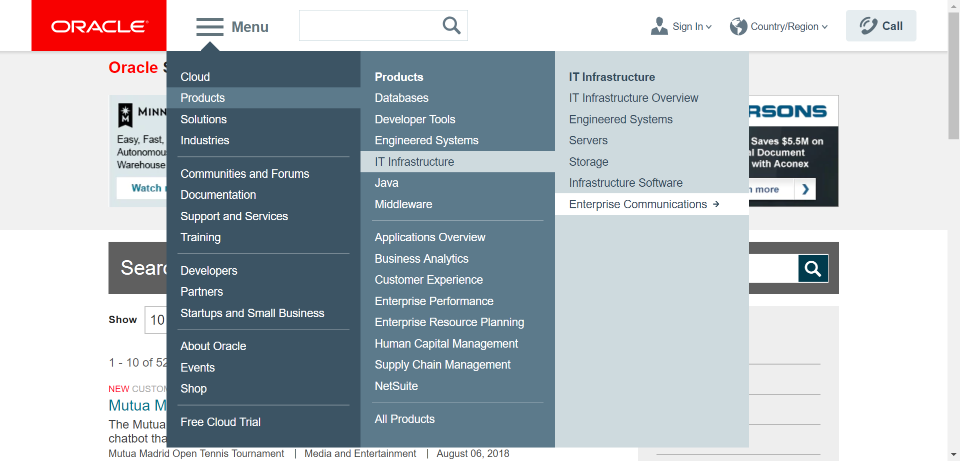 ORACLE
Menu
Sign In
Country/Region
Call
Oracle
Cloud
Products
Solutions
Industries
Communities and Forums
Documentation
Support and Services
Training
Developers
Partners
Startups and Small Business
About Oracle
Events
Shop
Free Cloud Trial
Products
Databases
Developer Tools
Engineered Systems
IT Infrastructure
Java
Middleware
Applications Overview
Business Analytics
Customer Experience
Enterprise Performance
Enterprise Resource Planning
Human Capital Management
Supply Chain Management
NetSuite
All Products
IT Infrastructure
IT Infrastructure Overview
Engineered Systems
Servers
Storage
Infrastructure Software
Enterprise Communications
Easy, Fast,
Autonomou
Warehouse
Watch
RSONS
Saves $5.5M on
Document
with Aconex
more
Sear
Show 10
1 - 10 of 52
NEW CUSTOM
Mutua M
The Mutua
chatbot tha
Mutua Madrid Open Tennis Tournament | Media and Entertainment | August 06, 2018